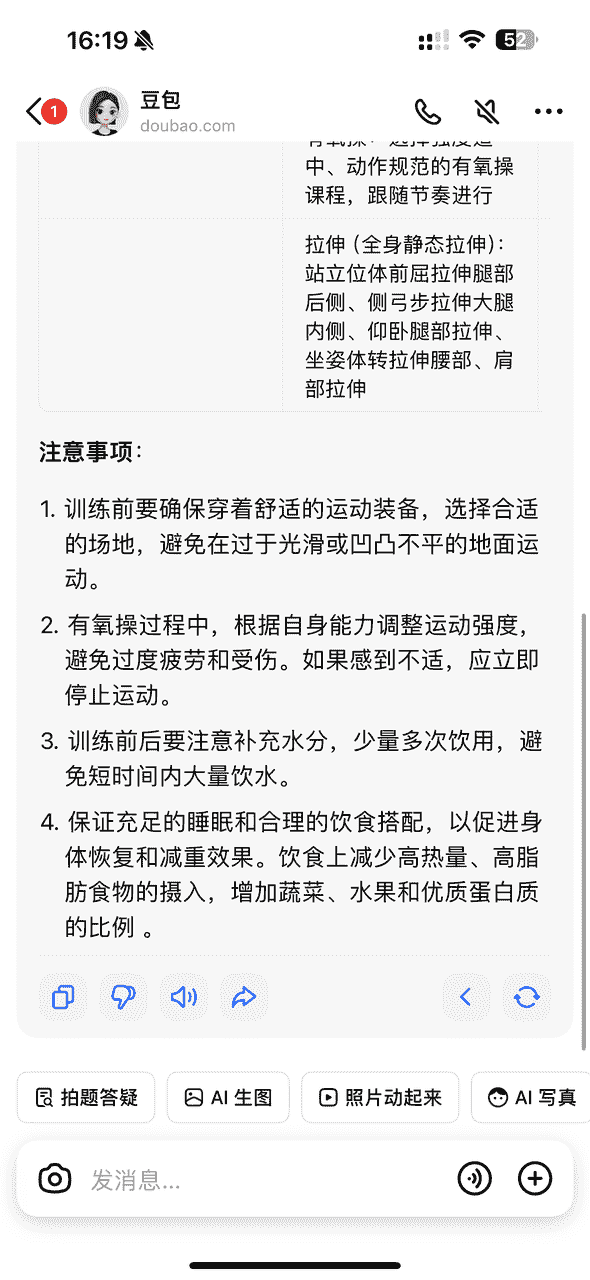 16:19
52
1
豆包
doubao.com
有氧操：选择强度适
中、动作规范的有氧操
课程，跟随节奏进行
拉伸（全身静态拉伸）：
站立位体前屈拉伸腿部
后侧、侧弓步拉伸大腿
内侧、仰卧腿部拉伸、
坐姿体转拉伸腰部、肩
部拉伸
注意事项：
1. 训练前要确保穿着舒适的运动装备，选择合适
的场地，避免在过于光滑或凹凸不平的地面运
动。
2. 有氧操过程中，根据自身能力调整运动强度，
避免过度疲劳和受伤。如果感到不适，应立即
停止运动。
3. 训练前后要注意补充水分，少量多次饮用，避
免短时间内大量饮水。
4. 保证充足的睡眠和合理的饮食搭配，以促进身
体恢复和减重效果。饮食上减少高热量、高脂
肪食物的摄入，增加蔬菜、水果和优质蛋白质
的比例 。
拍题答疑
AI 生图
照片动起来
AI 写真
发消息...